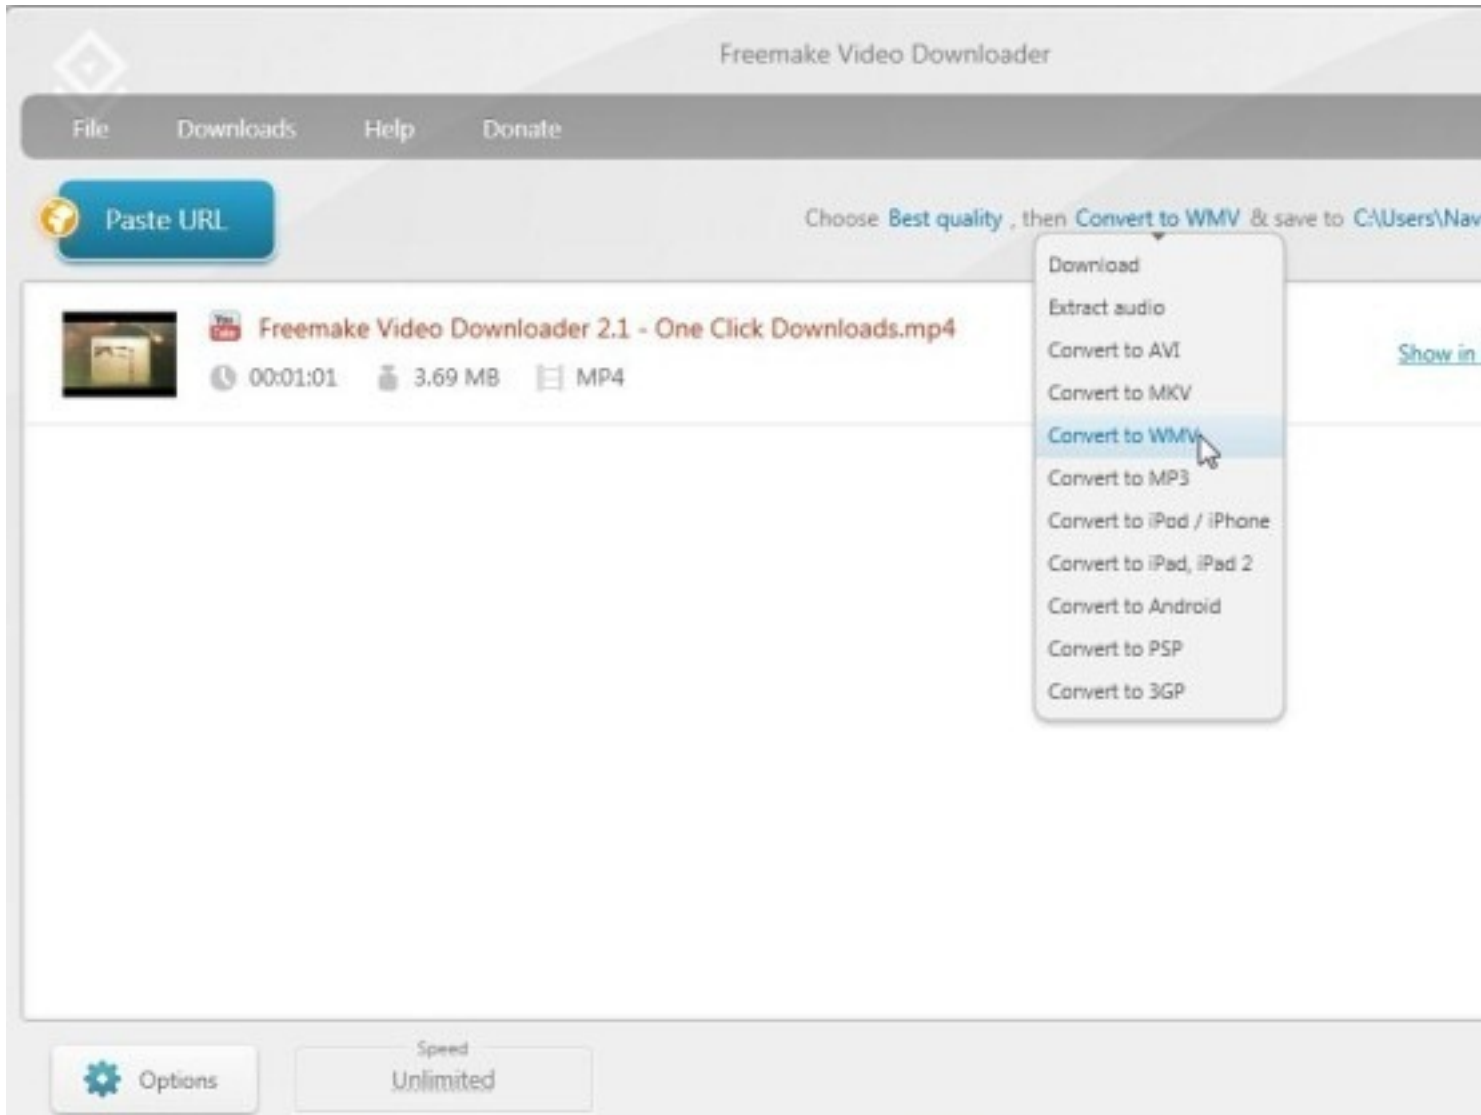 Freemake Video Downloader
File Downloads Help Donate
Paste URL
Choose Best quality , then Convert to WMV & save to C:\Users\Nav
Download
Extract audio
Convert to AVI
Convert to MKV
Convert to WMV
Convert to MP3
Convert to iPod / iPhone
Convert to iPad, iPad 2
Convert to Android
Convert to PSP
Convert to 3GP
You
Tube
Freemake Video Downloader 2.1 - One Click Downloads.mp4
00:01:01 3.69 MB MP4
Show in
Options
Speed
Unlimited